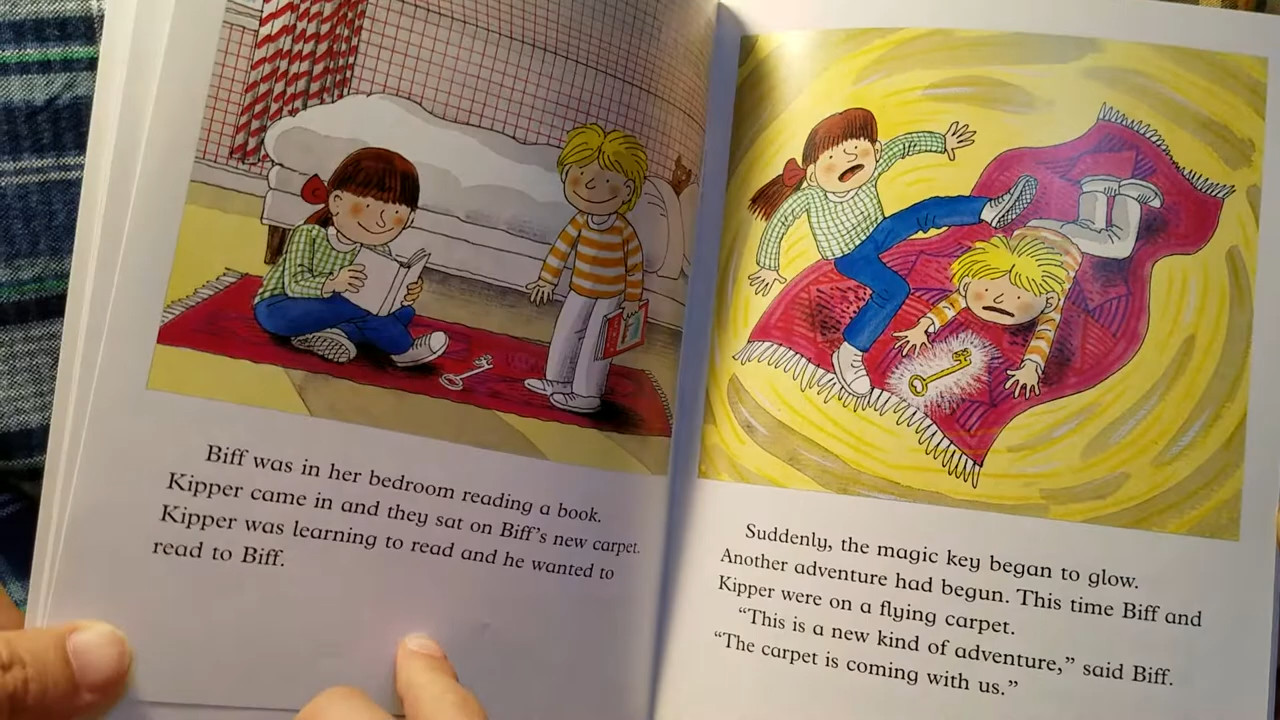 Biff was in her bedroom reading a book.
Kipper came in and they sat on Biff's new carpet.
Kipper was learning to read and he wanted to
read to Biff.
Suddenly, the magic key began to glow.
Another adventure had begun. This time Biff and
Kipper were on a flying carpet.
“This is a new kind of adventure,” said Biff.
“The carpet is coming with us.”